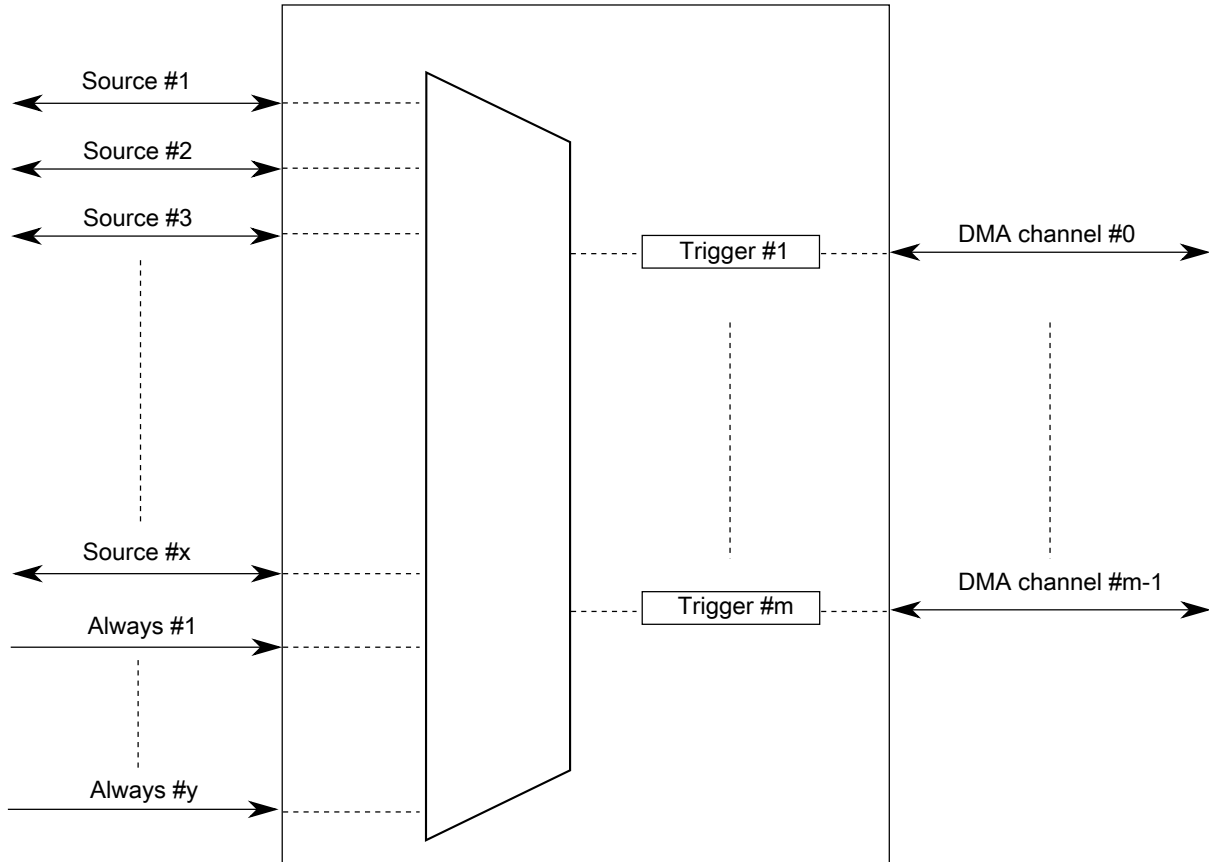 Source #1
Source #2
Source #3
Source #x
Always #1
Always #y
Trigger #1
Trigger #m
DMA channel #0
DMA channel #m-1